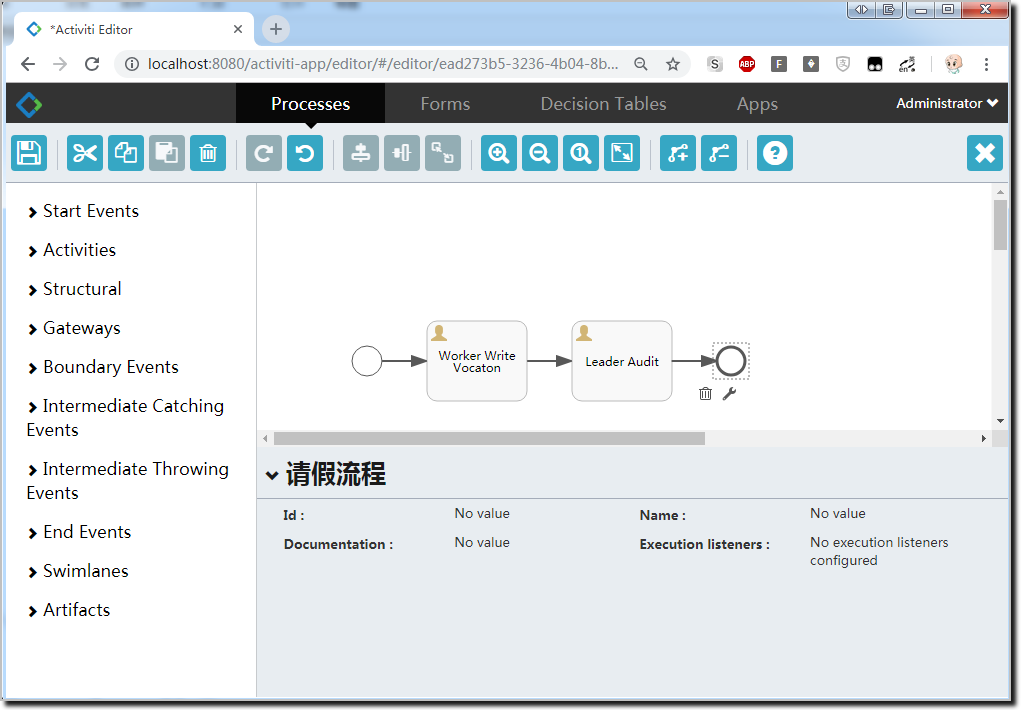 *Activiti Editor
localhost:8080/activiti-app/editor/#/editor/ead273b5-3236-4b04-8b...
S
ABP
F
en
Processes
Forms
Decision Tables
Apps
Administrator
1
?
Start Events
Activities
Structural
Gateways
Boundary Events
Intermediate Catching
Events
Intermediate Throwing
Events
End Events
Swimlanes
Artifacts
Worker Write
Vocaton
Leader Audit
请假流程
Id :
No value
Name :
No value
Documentation :
No value
Execution listeners :
No execution listeners
configured